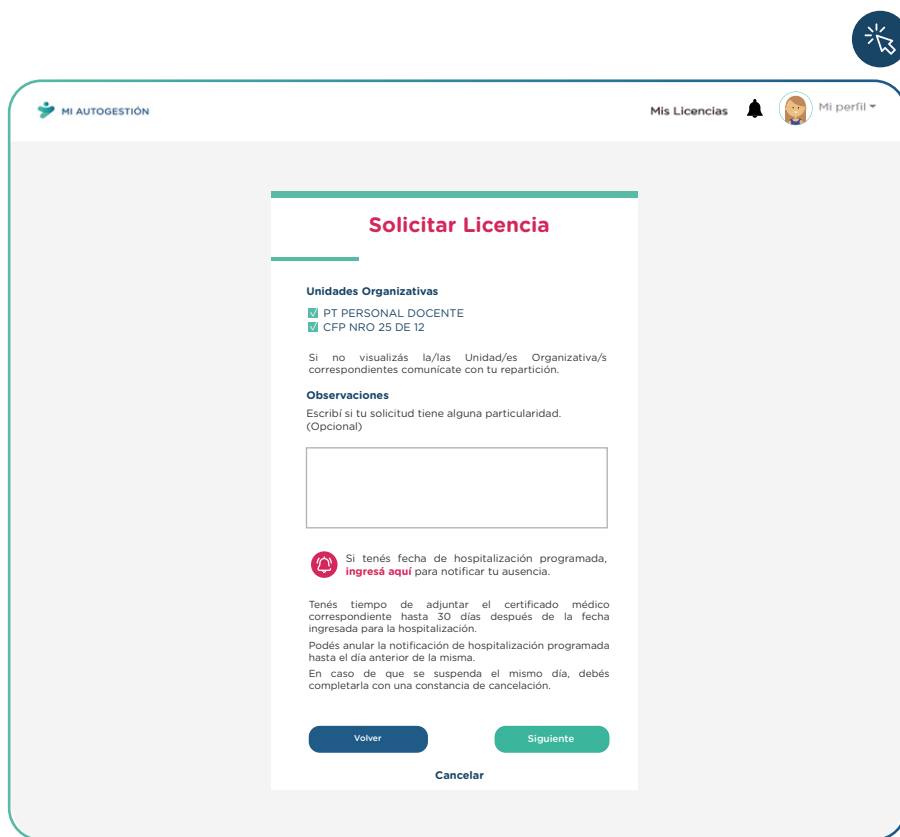 MI AUTOGESTIÓN
Mis Licencias
Mi perfil
Solicitar Licencia
Unidades Organizativas
PT PERSONAL DOCENTE
CFP NRO 25 DE 12
Si no visualizás la/las Unidad/es Organizativa/s
correspondientes comunícate con tu repartición.
Observaciones
Escribí si tu solicitud tiene alguna particularidad.
(Opcional)
Si tenés fecha de hospitalización programada,
ingresá aquí para notificar tu ausencia.
Tenés tiempo de adjuntar el certificado médico
correspondiente hasta 30 días después de la fecha
ingresada para la hospitalización.
Podés anular la notificación de hospitalización programada
hasta el día anterior de la misma.
En caso de que se suspenda el mismo día, debés
completarla con una constancia de cancelación.
Volver
Siguiente
Cancelar